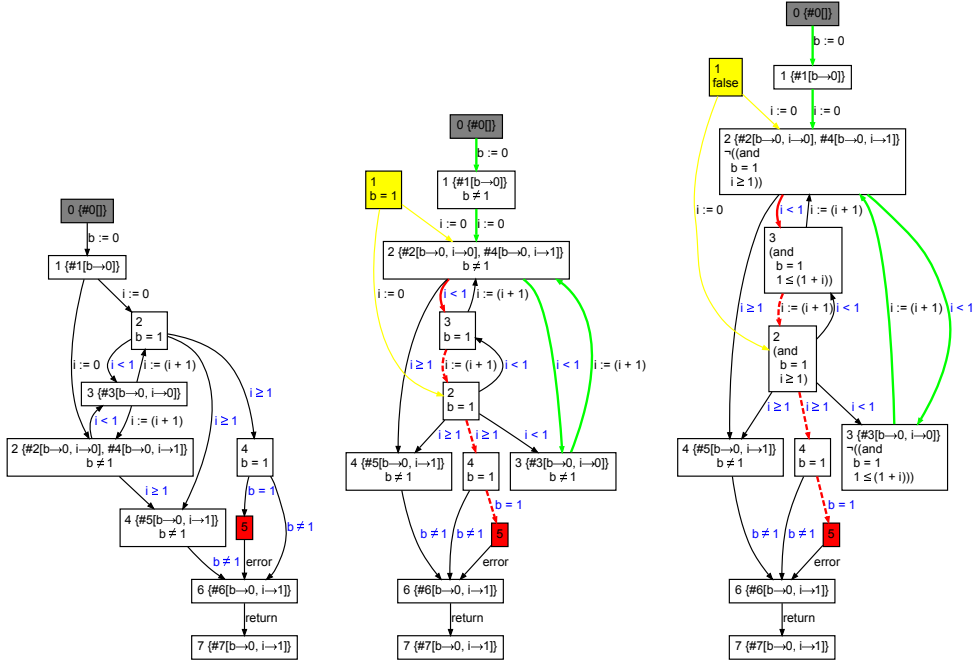 0 {#0[]}
b := 0
1 {#1[b→0]}
i := 0
2
b = 1
i := 0
i < 1
i := (i + 1)
i ≥ 1
i ≥ 1
3 {#3[b→0, i→0]}
i < 1
i := (i + 1)
2 {#2[b→0, i→0], #4[b→0, i→1]}
b ≠ 1
4
b = 1
i ≥ 1
b = 1
4 {#5[b→0, i→1]}
b ≠ 1
5
b ≠ 1
b ≠ 1
error
6 {#6[b→0, i→1]}
return
7 {#7[b→0, i→1]}
0 {#0[]}
b := 0
1
b = 1
1 {#1[b→0]}
b ≠ 1
i := 0
i := 0
2 {#2[b→0, i→0], #4[b→0, i→1]}
b ≠ 1
i := 0
i < 1
i := (i + 1)
3
b = 1
i ≥ 1
i := (i + 1)
i < 1
i < 1
i := (i + 1)
2
b = 1
i ≥ 1
i ≥ 1
i < 1
4 {#5[b→0, i→1]}
b ≠ 1
4
b = 1
3 {#3[b→0, i→0]}
b ≠ 1
b = 1
b ≠ 1
b ≠ 1
5
error
6 {#6[b→0, i→1]}
return
7 {#7[b→0, i→1]}
0 {#0[]}
b := 0
1
false
1 {#1[b→0]}
i := 0
i := 0
2 {#2[b→0, i→0], #4[b→0, i→1]}
¬((and
b = 1
i ≥ 1))
i := 0
i < 1
i := (i + 1)
3
(and
b = 1
1 ≤ (1 + i))
i ≥ 1
i := (i + 1)
i < 1
i := (i + 1)
i < 1
2
(and
b = 1
i ≥ 1)
i ≥ 1
i ≥ 1
i < 1
4 {#5[b→0, i→1]}
b ≠ 1
4
b = 1
3 {#3[b→0, i→0]}
¬((and
b = 1
1 ≤ (1 + i)))
b = 1
b ≠ 1
b ≠ 1
5
error
6 {#6[b→0, i→1]}
return
7 {#7[b→0, i→1]}